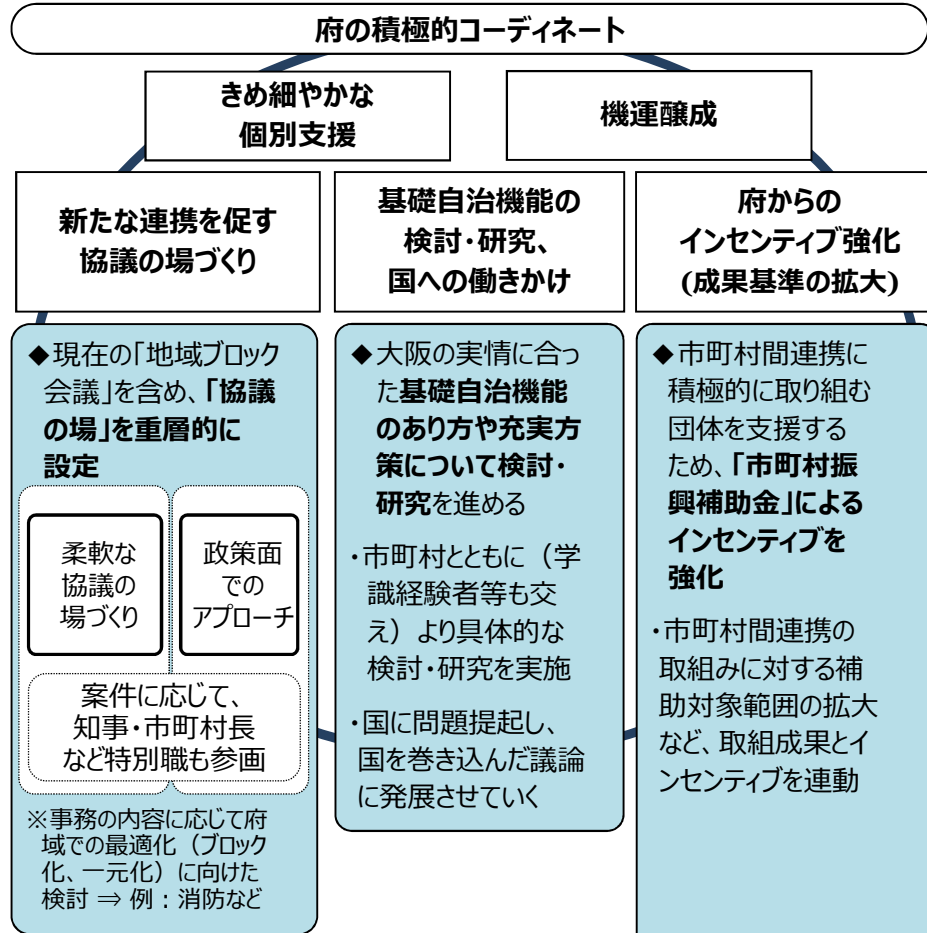 府の積極的コーディネート
きめ細やかな
個別支援
機運醸成
新たな連携を促す
協議の場づくり
基礎自治機能の
検討・研究、
国への働きかけ
府からの
インセンティブ強化
(成果基準の拡大)
◆現在の「地域ブロック
会議」を含め、「協議
の場」を重層的に
設定
柔軟な
協議の
場づくり
政策面
での
アプローチ
案件に応じて、
知事・市町村長
など特別職も参画
※事務の内容に応じて府
域での最適化（ブロック
化、一元化）に向けた
検討 ⇒ 例：消防など
◆大阪の実情に合っ
た基礎自治機能
のあり方や充実方
策について検討・
研究を進める
・市町村とともに（学
識経験者等も交
え）より具体的な
検討・研究を実施
・国に問題提起し、
国を巻き込んだ議論
に発展させていく
◆市町村間連携に
積極的に取り組む
団体を支援する
ため、「市町村振
興補助金」による
インセンティブを
強化
・市町村間連携の
取組みに対する補
助対象範囲の拡大
など、取組成果とイ
ンセンティブを連動